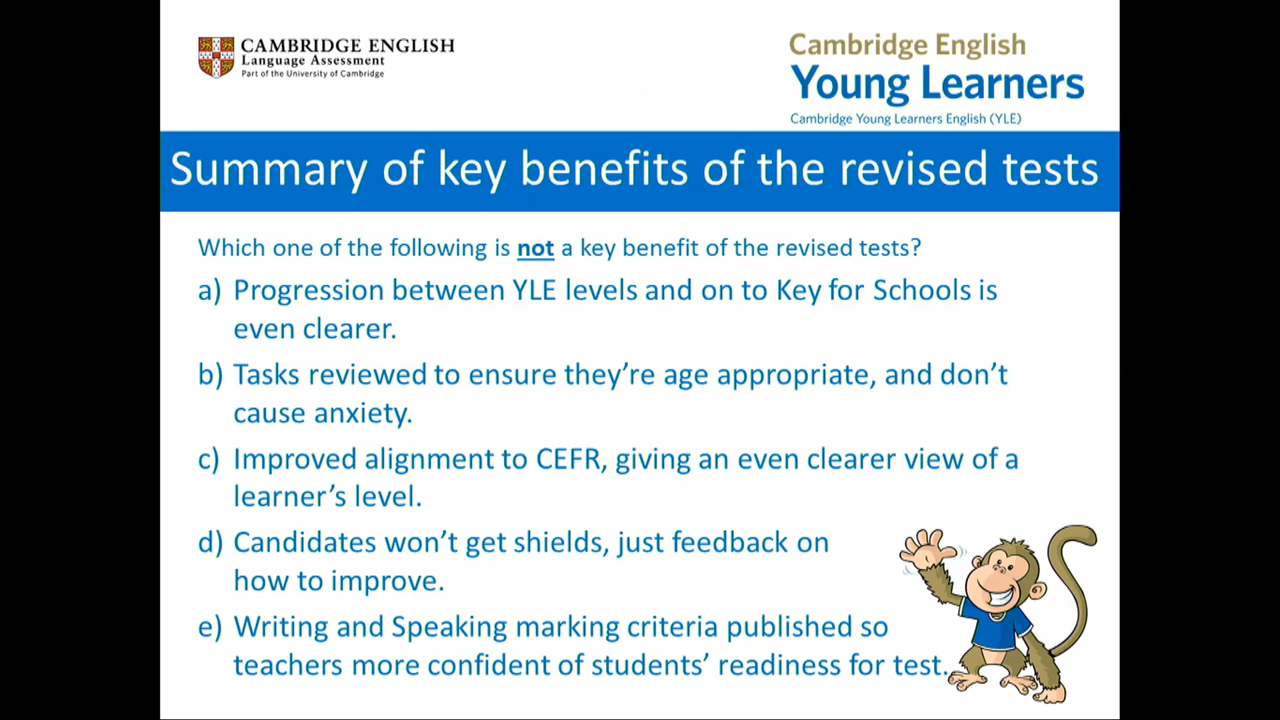 CAMBRIDGE ENGLISH
Language Assessment
Part of the University of Cambridge
Cambridge English
Young Learners
Cambridge Young Learners English (YLE)
Summary of key benefits of the revised tests
Which one of the following is not a key benefit of the revised tests?
a) Progression between YLE levels and on to Key for Schools is
even clearer.
b) Tasks reviewed to ensure they're age appropriate, and don't
cause anxiety.
c) Improved alignment to CEFR, giving an even clearer view of a
learner's level.
d) Candidates won't get shields, just feedback on
how to improve.
e) Writing and Speaking marking criteria published so
teachers more confident of students' readiness for test.